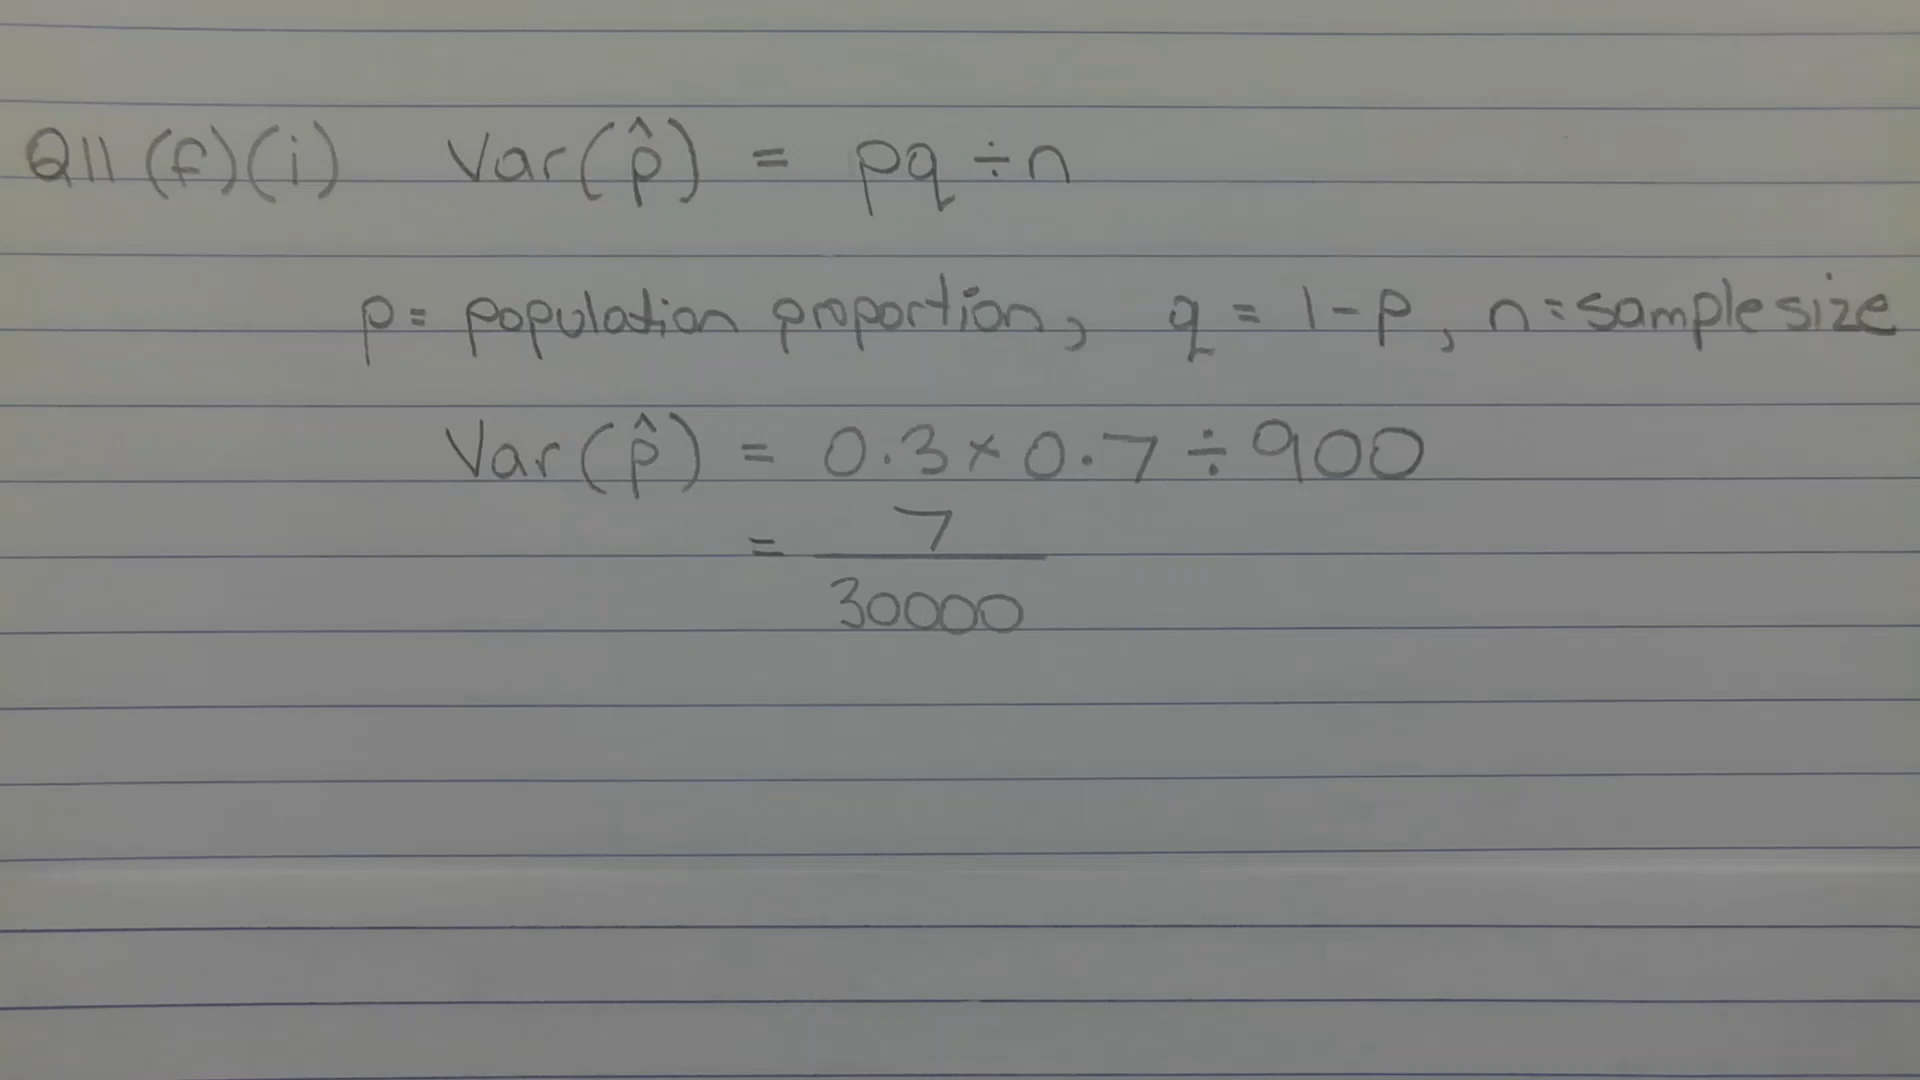 Q11 (f)(i) Var(p̂) = pq ÷ n
p = population proportion, q = 1 - p, n = sample size
Var(p̂) = 0.3 × 0.7 ÷ 900
= 7/30000